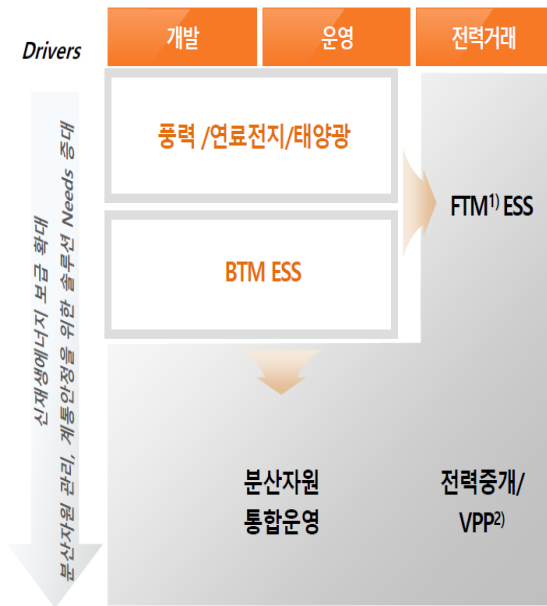 Drivers
개발
운영
전력거래
신재생에너지 보급 확대
분산자원 관리, 계통안정을 위한 솔루션 Needs 증대
풍력 /연료전지/태양광
BTM ESS
FTM¹⁾ ESS
분산자원
통합운영
전력중개/
VPP²⁾